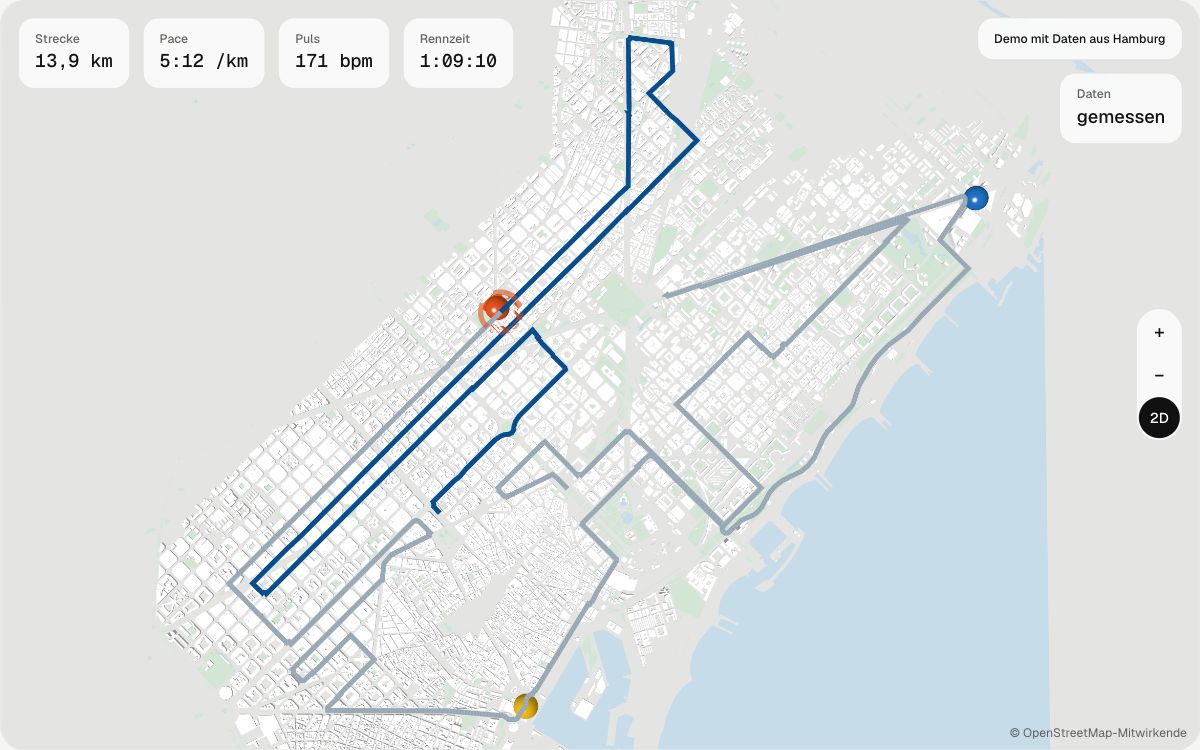 Strecke
13,9 km
Pace
5:12 /km
Puls
171 bpm
Rennzeit
1:09:10
Demo mit Daten aus Hamburg
Daten
gemessen
+
−
2D
© OpenStreetMap-Mitwirkende